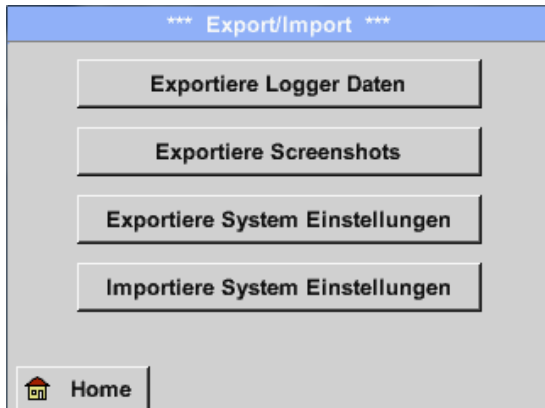 *** Export/Import ***
Exportiere Logger Daten
Exportiere Screenshots
Exportiere System Einstellungen
Importiere System Einstellungen
Home